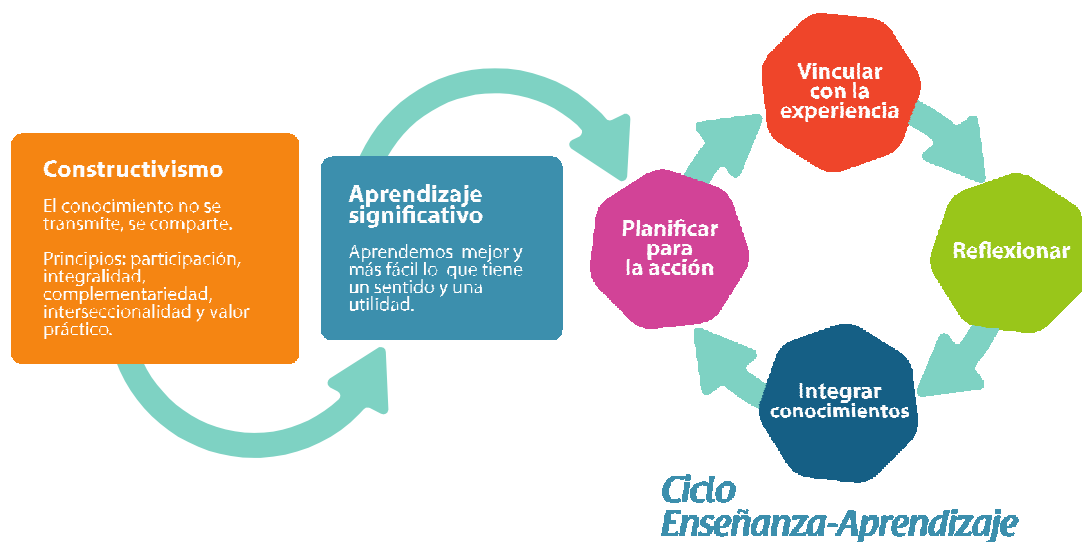 Constructivismo
El conocimiento no se
transmite, se comparte.
Principios: participación,
integralidad,
complementariedad,
interseccionalidad y valor
práctico.
Aprendizaje
significativo
Aprendemos mejor y
más fácil lo que tiene
un sentido y una
utilidad.
Planificar
para
la acción
Vincular
con la
experiencia
Reflexionar
Integrar
conocimientos
Ciclo
Enseñanza-Aprendizaje